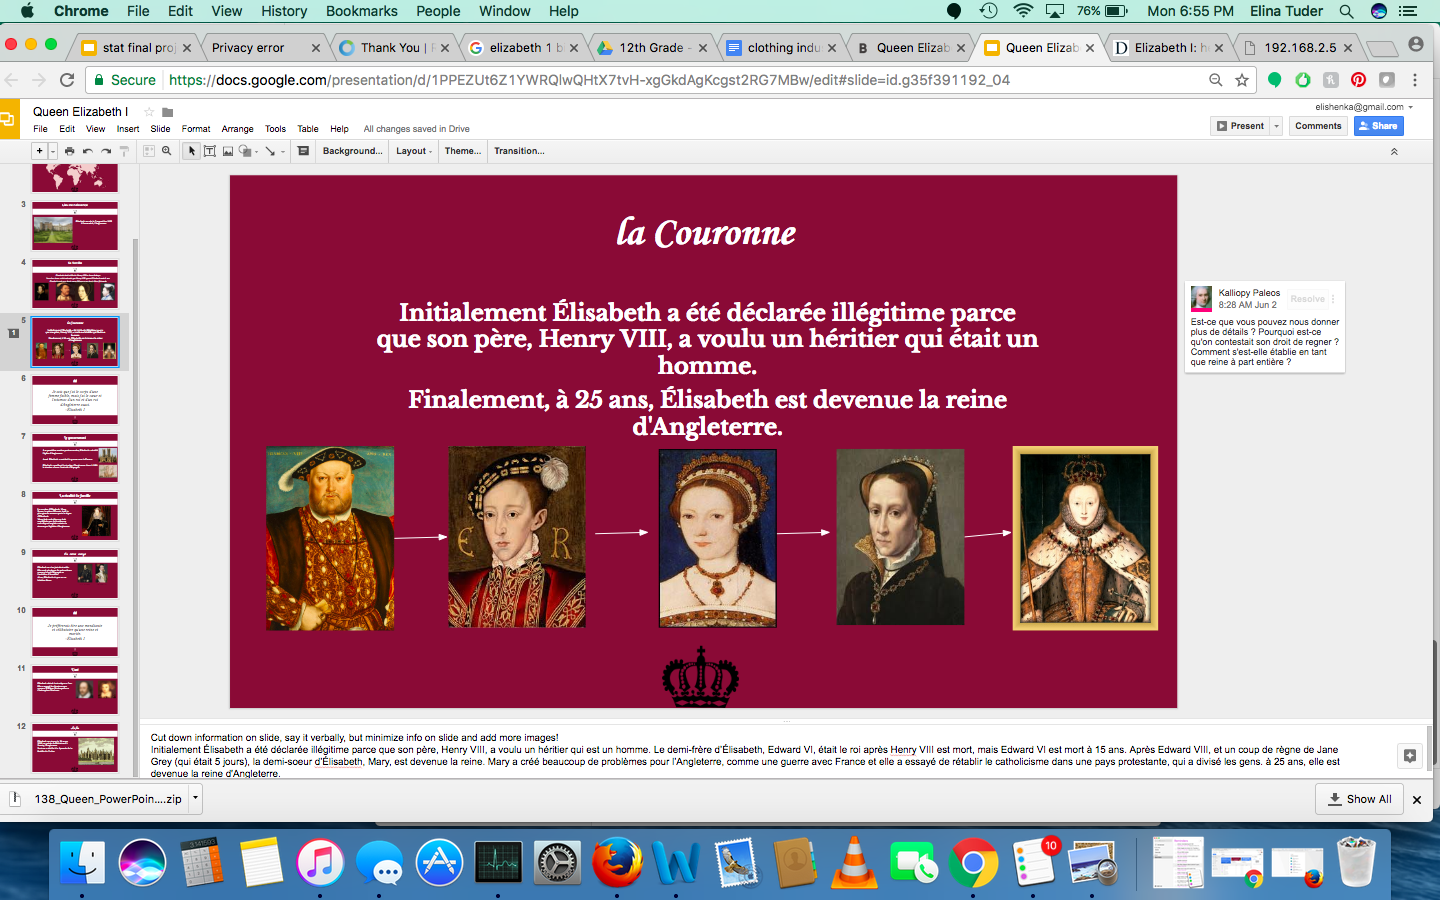 Chrome File Edit View History Bookmarks People Window Help 76% Mon 6:55 PM Elina Tuder
stat final proj Privacy error Thank You | F elizabeth 1 b 12th Grade - clothing indu Queen Elizab Queen Elizab Elizabeth I: he 192.168.2.5
Secure https://docs.google.com/presentation/d/1PPEZUt6Z1YWRQlwQHtX7tvH-xgGkdAgKcgst2RG7MBw/edit#slide=id.g35f391192_04
Queen Elizabeth I
elishenka@gmail.com
File Edit View Insert Slide Format Arrange Tools Table Help All changes saved in Drive
Present Comments Share
Background... Layout Theme... Transition...
3
4
5
1
6
7
8
9
10
11
12
la Couronne
Initialement Élisabeth a été déclarée illégitime parce
que son père, Henry VIII, a voulu un héritier qui était un
homme.
Finalement, à 25 ans, Élisabeth est devenue la reine
d'Angleterre.
E R
Kalliopy Paleos
8:28 AM Jun 2
Resolve
Est-ce que vous pouvez nous donner
plus de détails ? Pourquoi est-ce
qu'on contestait son droit de regner ?
Comment s'est-elle établie en tant
que reine à part entière ?
Cut down information on slide, say it verbally, but minimize info on slide and add more images!
Initialement Élisabeth a été déclarée illégitime parce que son père, Henry VIII, a voulu un héritier qui est un homme. Le demi-frère d'Élisabeth, Edward VI, était le roi après Henry VIII est mort, mais Edward VI est mort à 15 ans. Après Edward VIII, et un coup de règne de Jane
Grey (qui était 5 jours), la demi-soeur d'Élisabeth, Mary, est devenue la reine. Mary a créé beaucoup de problèmes pour l'Angleterre, comme une guerre avec France et elle a essayé de rétablir le catholicisme dans une pays protestante, qui a divisé les gens. à 25 ans, elle est
devenue la reine d'Angleterre.
138_Queen_PowerPoin....zip
Show All
10